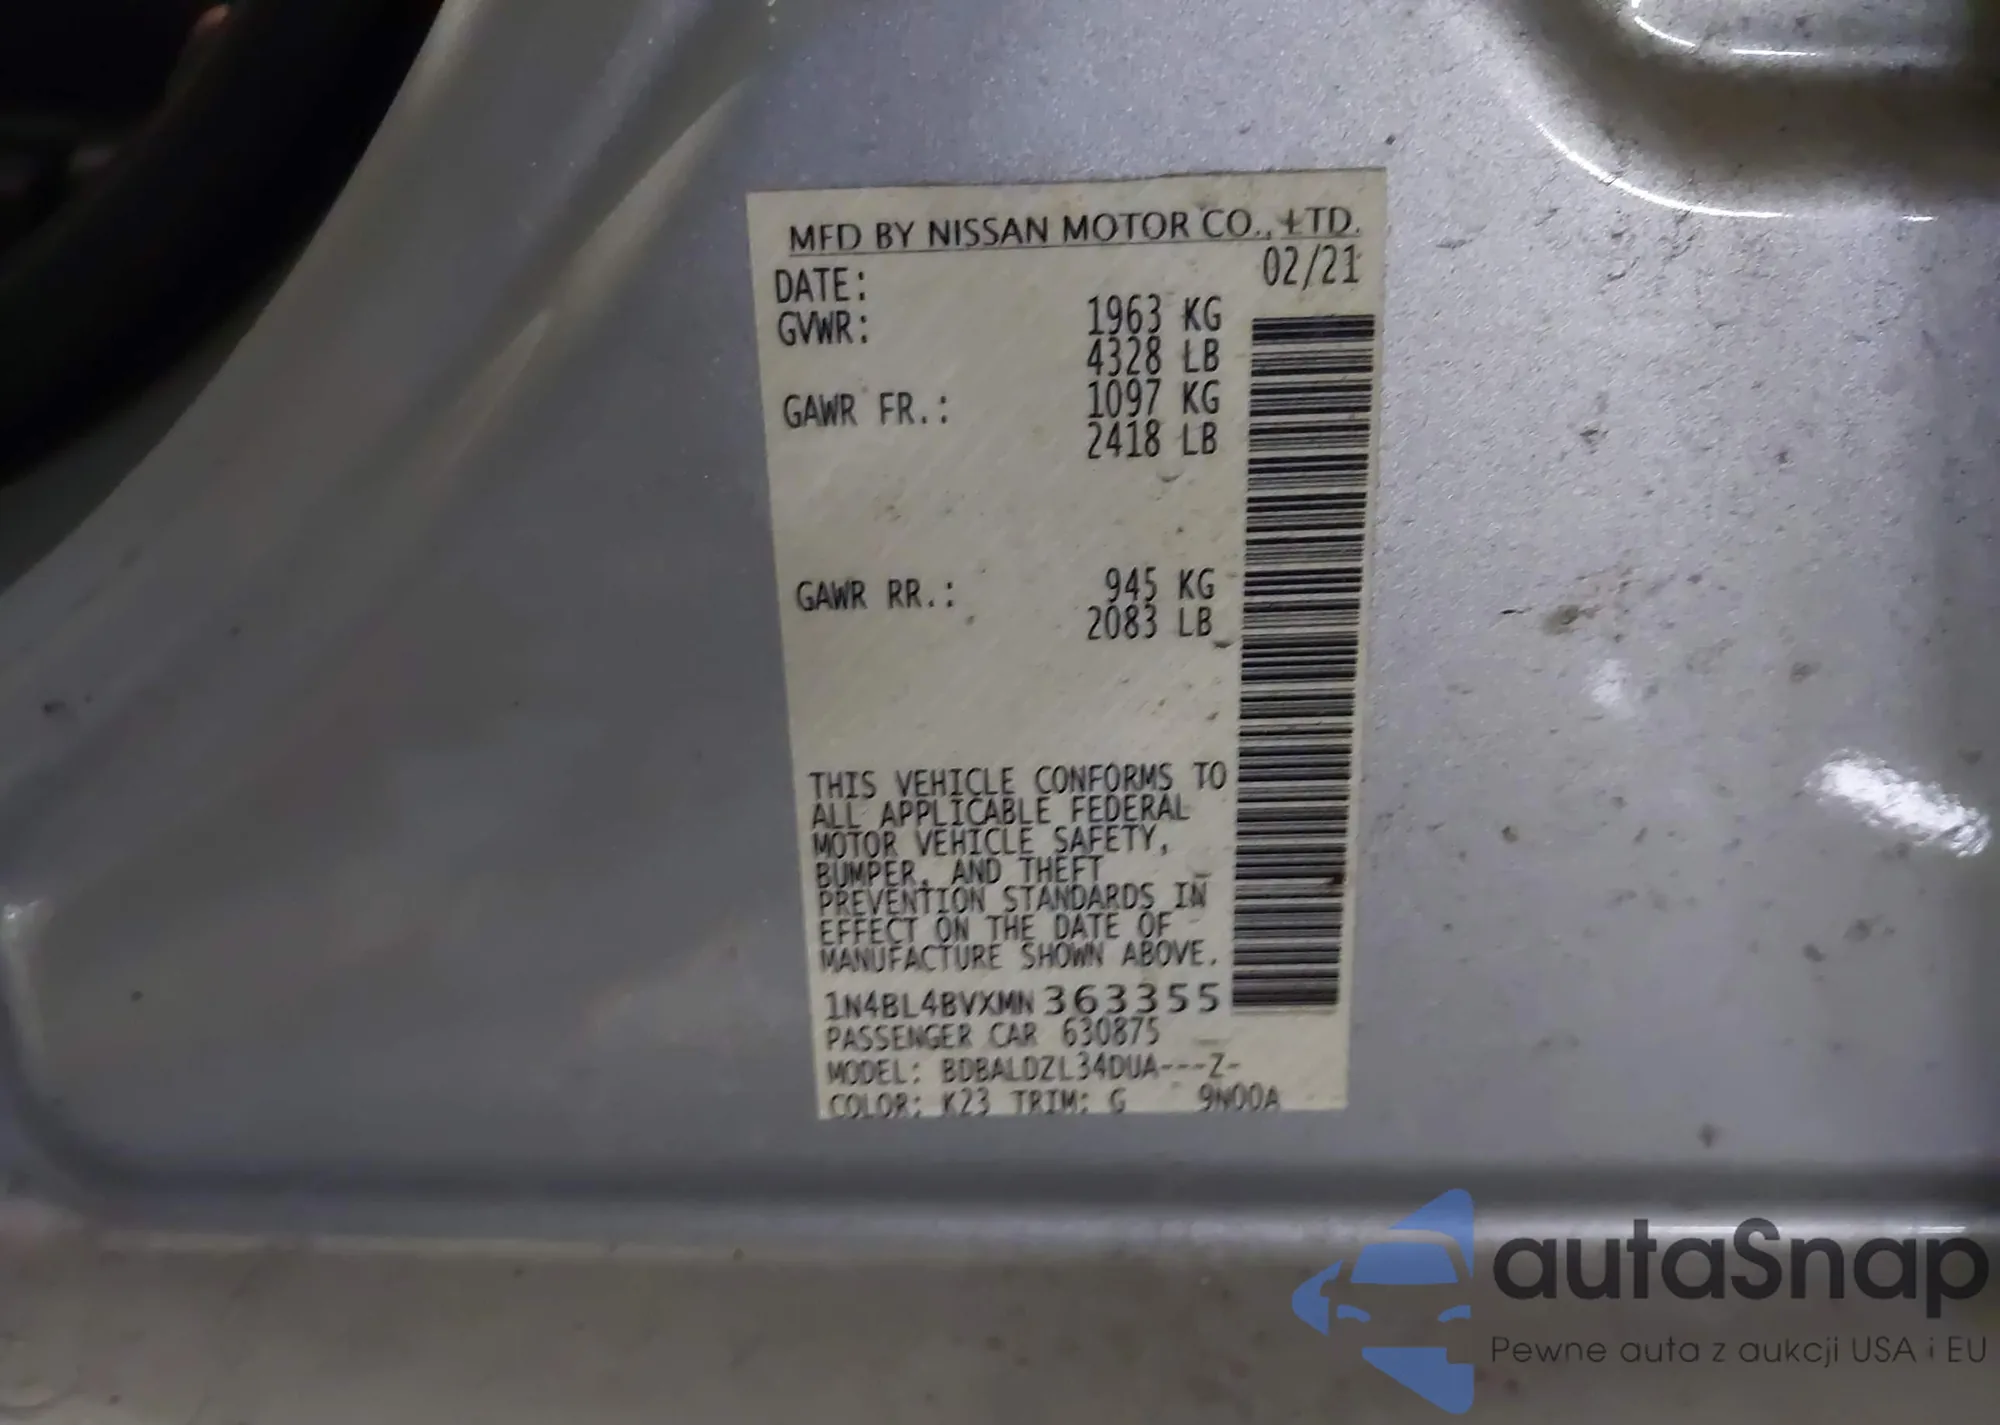 MFD BY NISSAN MOTOR CO., LTD.
DATE: 02/21
GVWR: 1963 KG
4328 LB
GAWR FR.: 1097 KG
2418 LB
GAWR RR.: 945 KG
2083 LB
THIS VEHICLE CONFORMS TO
ALL APPLICABLE FEDERAL
MOTOR VEHICLE SAFETY,
BUMPER, AND THEFT
PREVENTION STANDARDS IN
EFFECT ON THE DATE OF
MANUFACTURE SHOWN ABOVE.
1N4BL4BVXMN363355
PASSENGER CAR 630875
MODEL: BDBALDZL34DUA---Z-
COLOR: K23 TRIM: G 9N00A
autaSnap
Pewne auta z aukcji USA i EU